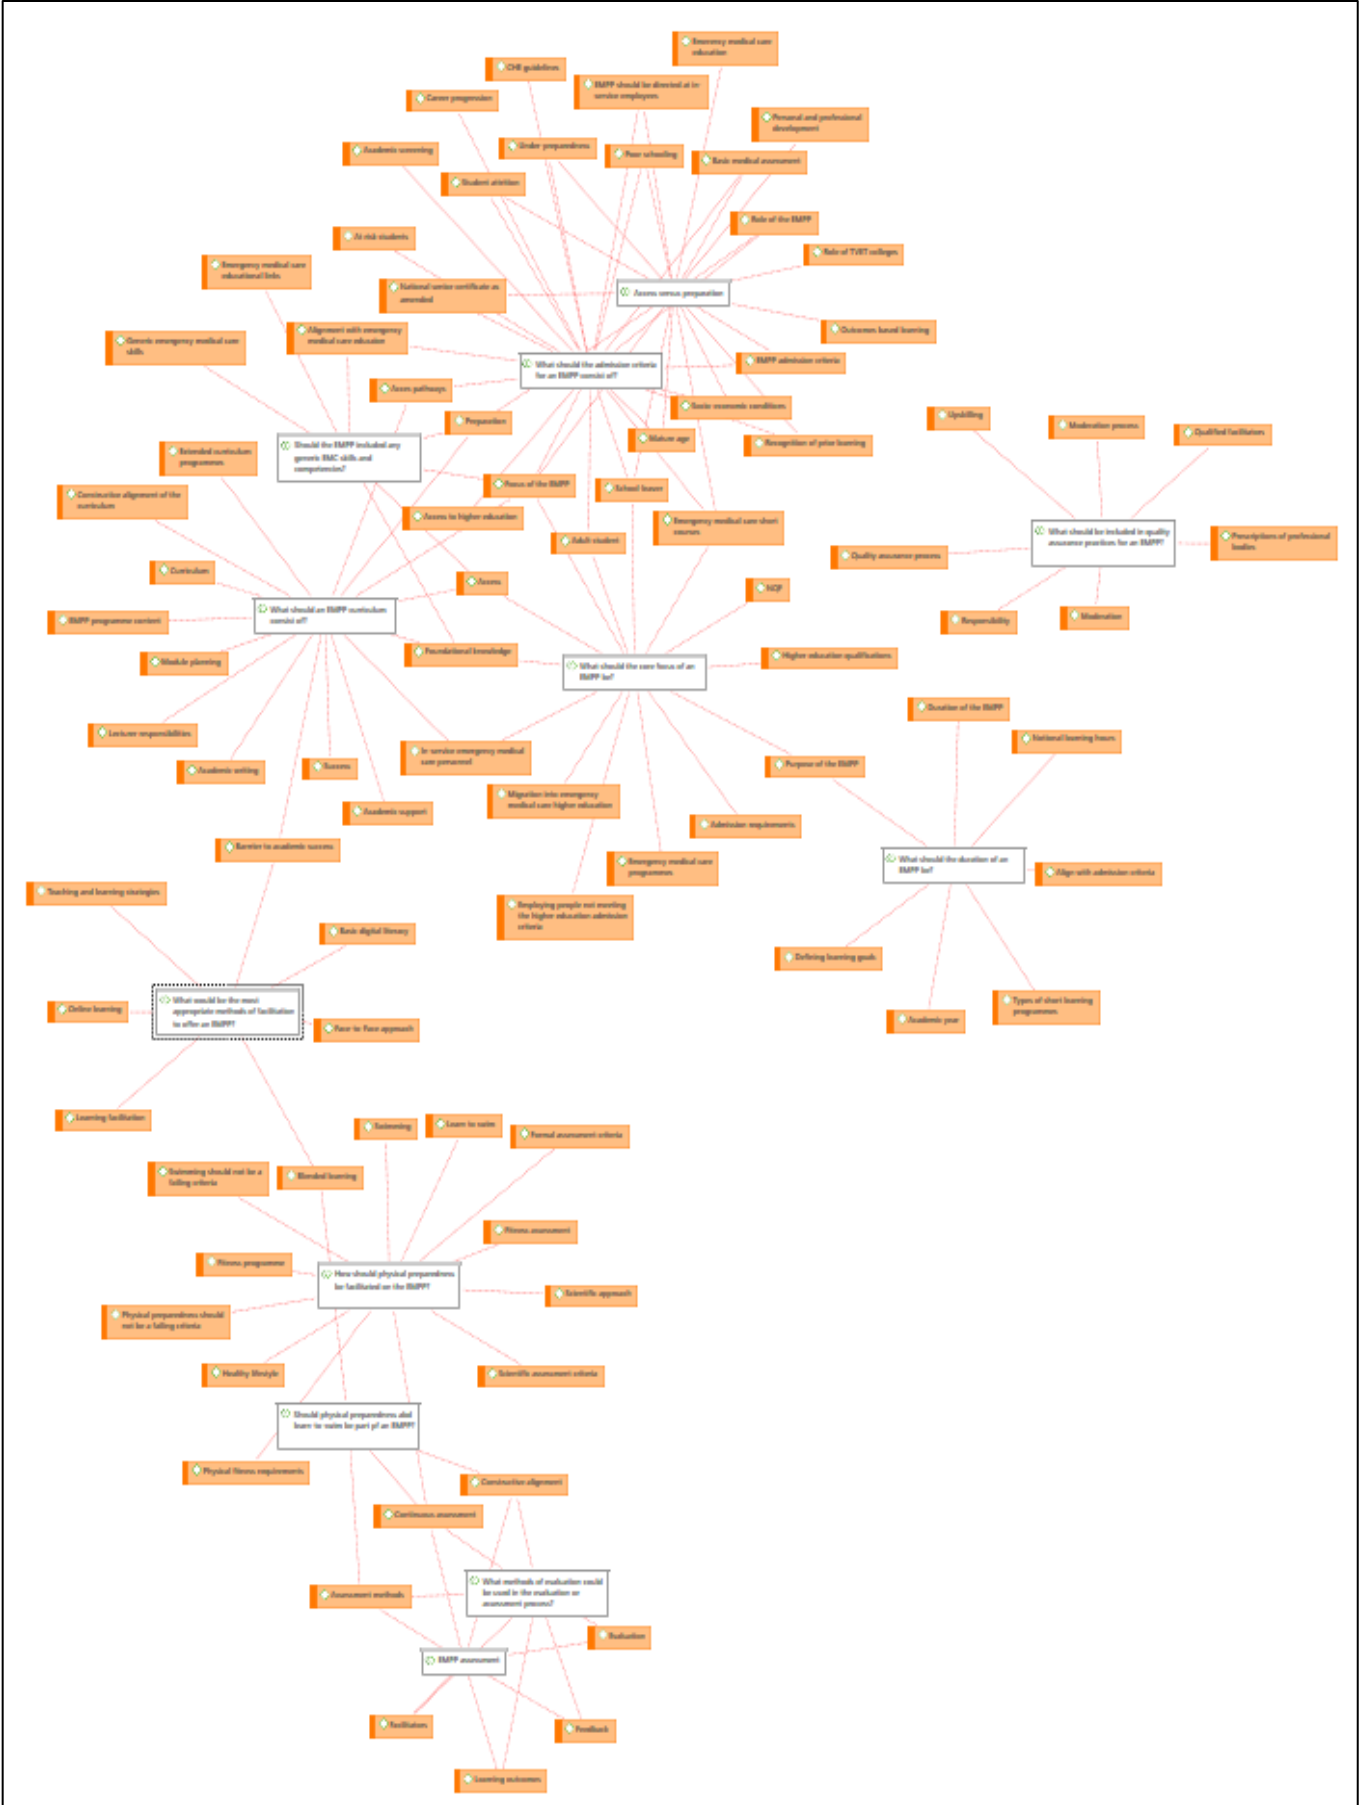 Emergency medical care
education
CHE guidelines
EMPP should be directed at in-
service employees
Career progression
Personal and professional
development
Under-preparedness
Academic screening
Poor schooling
Basic medical assessment
Student attrition
Role of the EMPP
At-risk students
Role of TVET colleges
Emergency medical care
educational links
National senior certificate as
amended
Access versus preparation
Outcomes based learning
Alignment with emergency
medical care education
Generic emergency medical care
skills
What should the admission criteria
for an EMPP consist of?
EMPP admission criteria
Acces pathways
Socio-economic conditions
Upskilling
Preparation
Moderation process
Qualified facilitators
Mature age
Recognition of prior learning
Should the EMPP included any
generic EMC skills and
competencies?
Extended curriculum
programmes
Focus of the EMPP
School leaver
Constructive alignment of the
curriculum
Access to higher education
Emergency medical care short
courses
What should be included in quality
assurance practices for an EMPP?
Prescriptions of professional
bodies
Adult student
Quality assurance process
Curriculum
Access
NQF
What should an EMPP curriculum
consist of?
EMPP programme content
Responsibility
Moderation
Foundational knowledge
Module planning
What should the core focus of an
EMPP be?
Higher education qualifications
Duration of the EMPP
Lecturer responsibilities
National learning hours
In-service emergency medical
care personnel
Academic writing
Success
Purpose of the EMPP
Migration into emergency
medical care higher education
Academic support
Admission requirements
Barrier to academic success
Emergency medical care
programmes
What should the duration of an
EMPP be?
Align with admission criteria
Teaching and learning strategies
Employing people not meeting
the higher education admission
criteria
Basic digital literacy
Defining learning goals
What would be the most
appropriate methods of facilitation
to offer an EMPP?
Online learning
Face-to-Face approach
Academic year
Types of short learning
programmes
Learning facilitation
Swimming
Learn to swim
Formal assessment criteria
Swimming should not be a
failing criteria
Blended learning
Fitness assessment
Fitness programme
How should physical preparedness
be facilitated on the EMPP?
Scientific approach
Physical preparedness should
not be a failing criteria
Healthy lifestyle
Scientific assessment criteria
Should physical preparedness abd
learn-to-swim be part pf an EMPP?
Physical fitness requirements
Constructive alignment
Continuous assessment
What methods of evaluation could
be used in the evaluation or
assessment process?
Assessment methods
Evaluation
EMPP assessment
Facilitators
Feedback
Learning outcomes